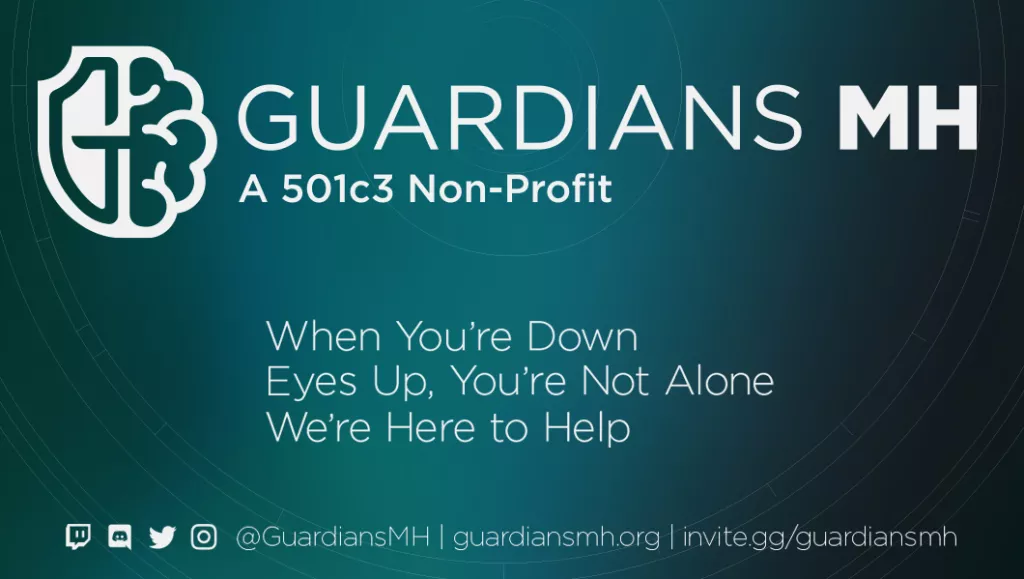 GUARDIANS MH
A 501c3 Non-Profit
When You're Down
Eyes Up, You're Not Alone
We're Here to Help
@GuardiansMH | guardiansmh.org | invite.gg/guardiansmh